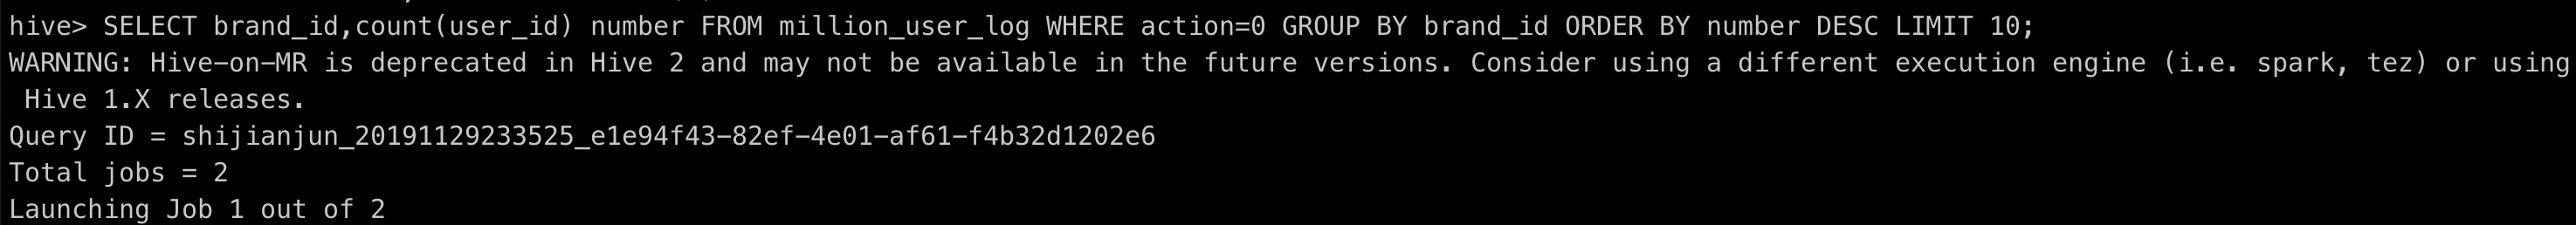 hive> SELECT brand_id,count(user_id) number FROM million_user_log WHERE action=0 GROUP BY brand_id ORDER BY number DESC LIMIT 10;
WARNING: Hive-on-MR is deprecated in Hive 2 and may not be available in the future versions. Consider using a different execution engine (i.e. spark, tez) or using
 Hive 1.X releases.
Query ID = shijianjun_20191129233525_e1e94f43-82ef-4e01-af61-f4b32d1202e6
Total jobs = 2
Launching Job 1 out of 2